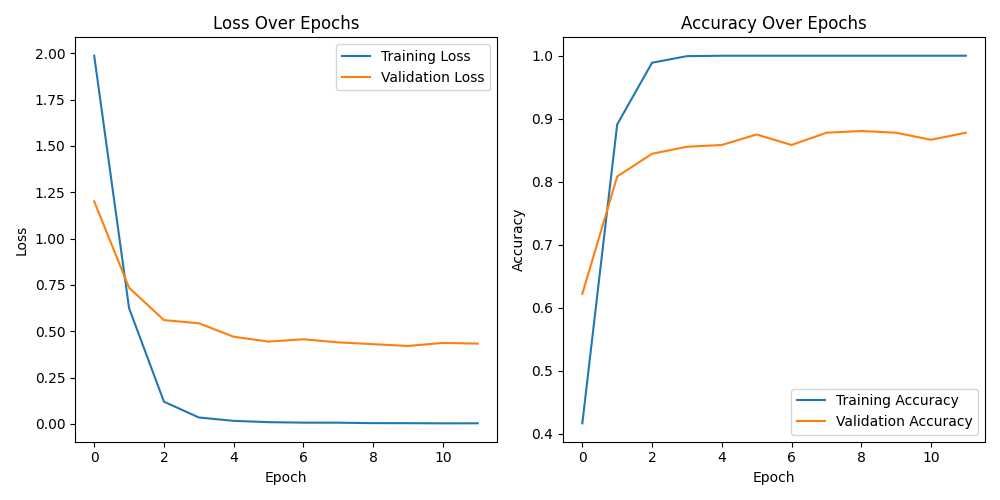 Loss Over Epochs
Training Loss
Validation Loss
2.00
1.75
1.50
1.25
1.00
0.75
0.50
0.25
0.00
Loss
0 2 4 6 8 10
Epoch
Accuracy Over Epochs
1.0
0.9
0.8
0.7
0.6
0.5
0.4
Accuracy
Training Accuracy
Validation Accuracy
0 2 4 6 8 10
Epoch